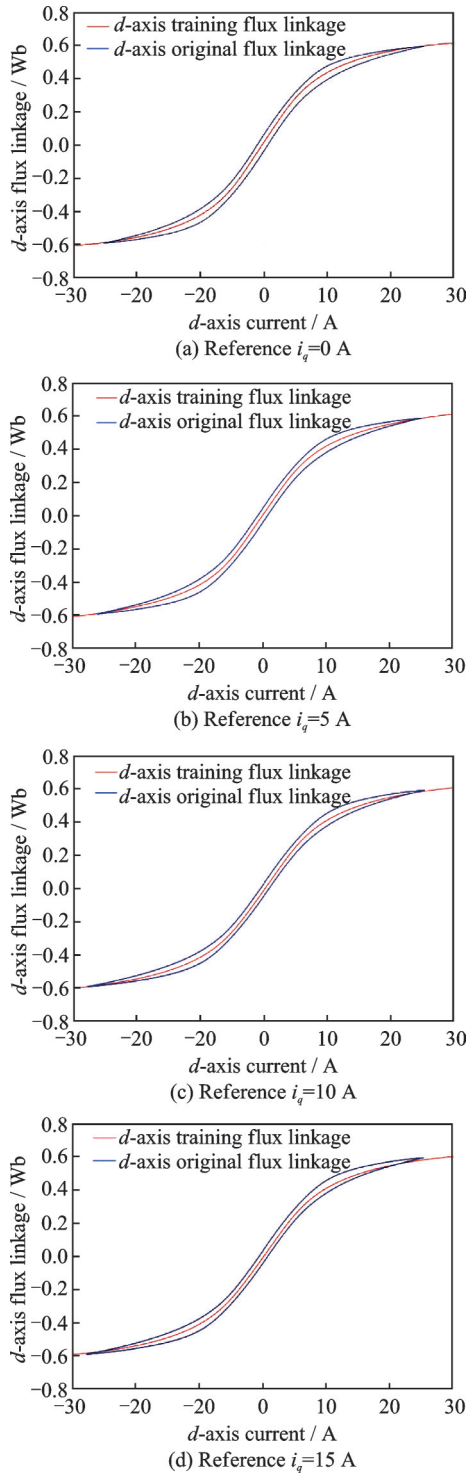 d-axis flux linkage / Wb
0.8
0.6
0.4
0.2
0.0
−0.2
−0.4
−0.6
−0.8
d-axis training flux linkage
d-axis original flux linkage
−30 −20 −20 0 10 20 30
d-axis current / A
(a) Reference i_q=0 A
d-axis flux linkage / Wb
0.8
0.6
0.4
0.2
0.0
−0.2
−0.4
−0.6
−0.8
d-axis training flux linkage
d-axis original flux linkage
−30 −20 −20 0 10 20 30
d-axis current / A
(b) Reference i_q=5 A
d-axis flux linkage / Wb
0.8
0.6
0.4
0.2
0.0
−0.2
−0.4
−0.6
−0.8
d-axis training flux linkage
d-axis original flux linkage
−30 −20 −20 0 10 20 30
d-axis current / A
(c) Reference i_q=10 A
d-axis flux linkage / Wb
0.8
0.6
0.4
0.2
0.0
−0.2
−0.4
−0.6
−0.8
d-axis training flux linkage
d-axis original flux linkage
−30 −20 −20 0 10 20 30
d-axis current / A
(d) Reference i_q=15 A